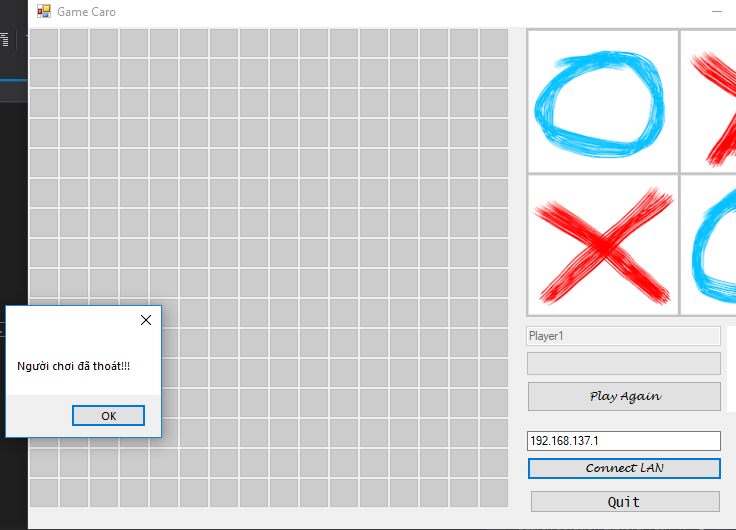 Game Caro
Người chơi đã thoát!!!
OK
Player1
Play Again
192.168.137.1
Connect LAN
Quit